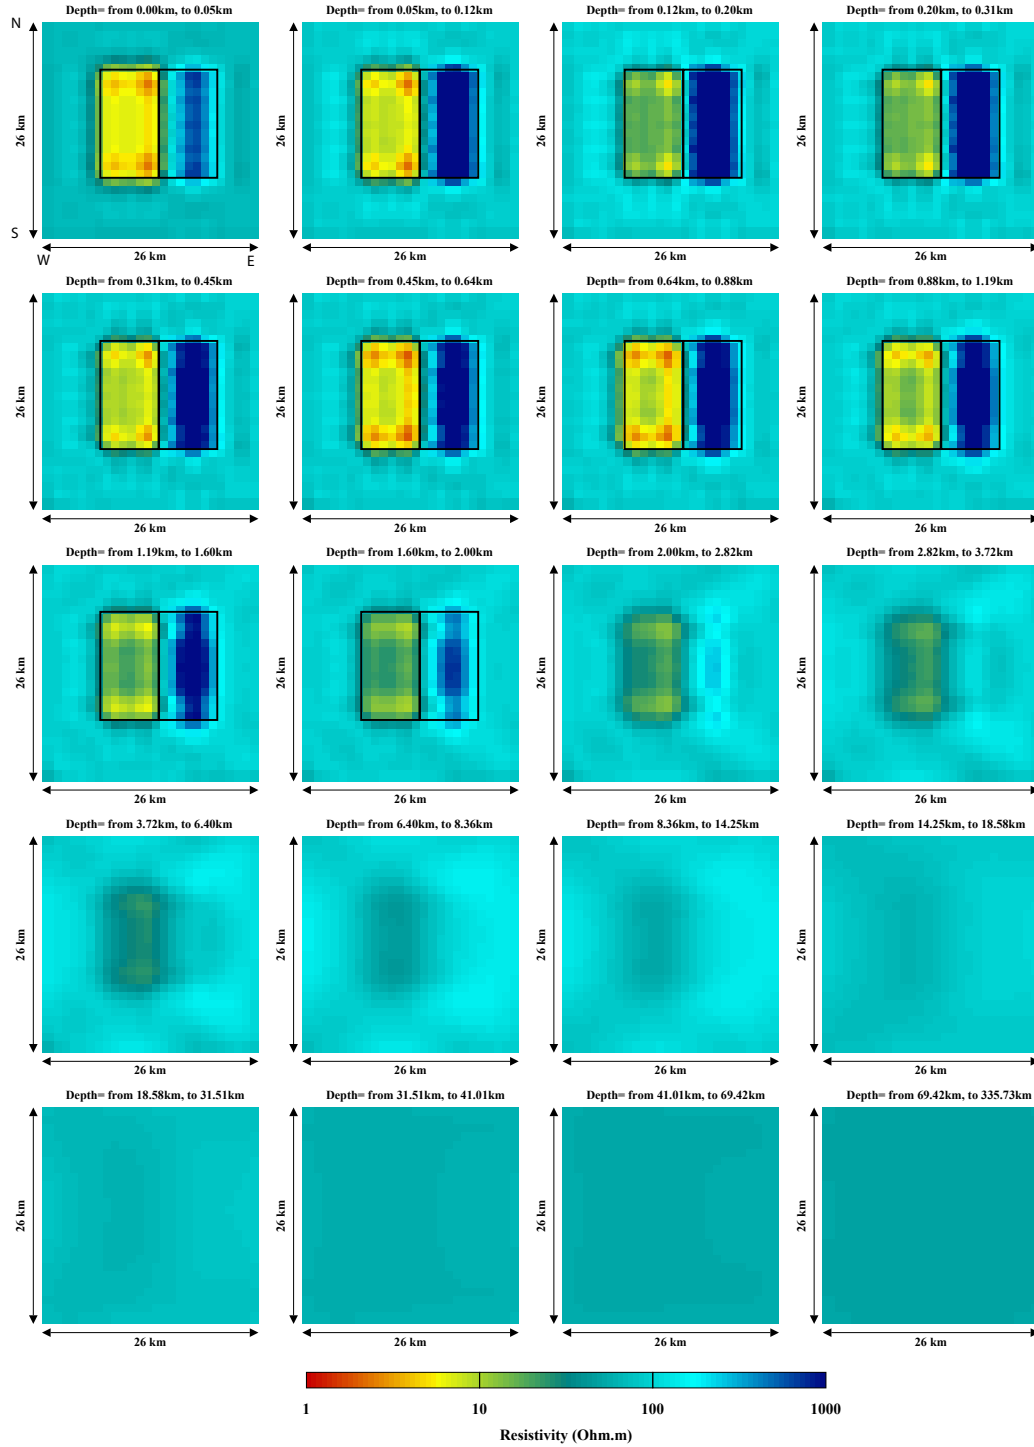 Depth= from 0.00km, to 0.05km
Depth= from 0.05km, to 0.12km
Depth= from 0.12km, to 0.20km
Depth= from 0.20km, to 0.31km
N
26 km
26 km
26 km
26 km
S
W
E
26 km
26 km
26 km
26 km
Depth= from 0.31km, to 0.45km
Depth= from 0.45km, to 0.64km
Depth= from 0.64km, to 0.88km
Depth= from 0.88km, to 1.19km
26 km
26 km
26 km
26 km
26 km
26 km
26 km
26 km
Depth= from 1.19km, to 1.60km
Depth= from 1.60km, to 2.00km
Depth= from 2.00km, to 2.82km
Depth= from 2.82km, to 3.72km
26 km
26 km
26 km
26 km
26 km
26 km
26 km
26 km
Depth= from 3.72km, to 6.40km
Depth= from 6.40km, to 8.36km
Depth= from 8.36km, to 14.25km
Depth= from 14.25km, to 18.58km
26 km
26 km
26 km
26 km
26 km
26 km
26 km
26 km
Depth= from 18.58km, to 31.51km
Depth= from 31.51km, to 41.01km
Depth= from 41.01km, to 69.42km
Depth= from 69.42km, to 335.73km
26 km
26 km
26 km
26 km
26 km
26 km
26 km
26 km
1 10 100 1000
Resistivity (Ohm.m)